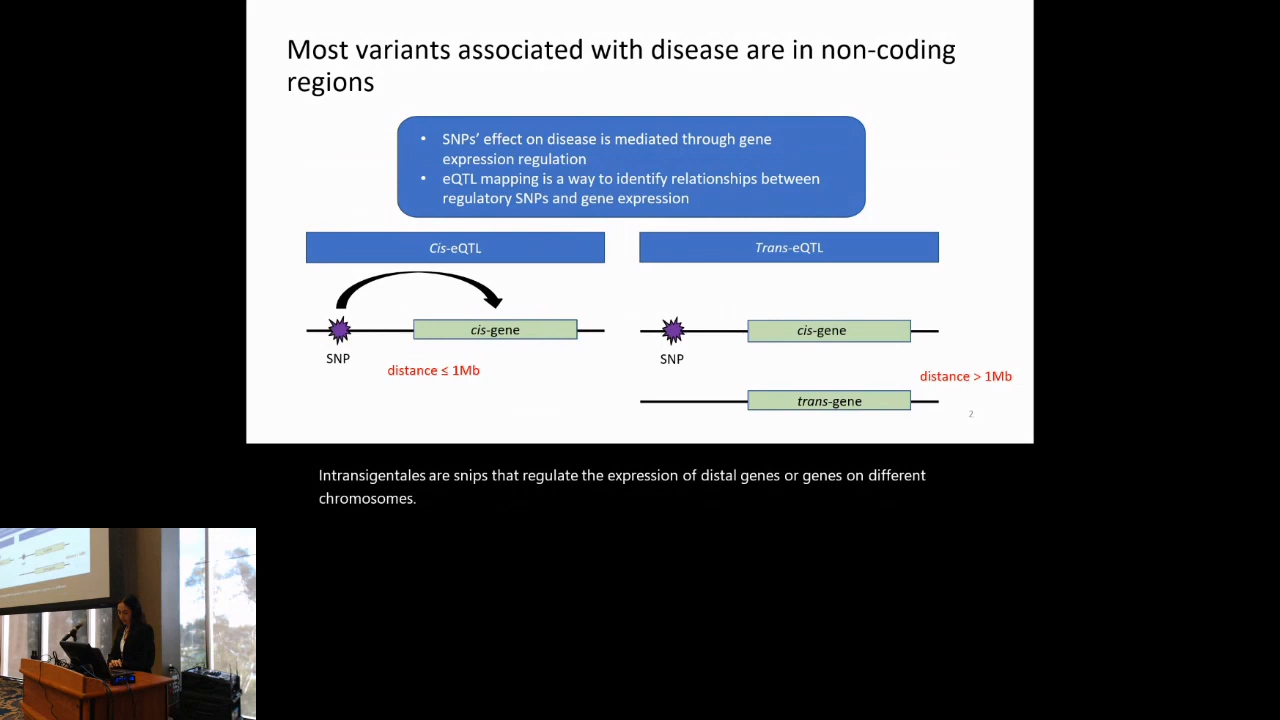 Most variants associated with disease are in non-coding
regions
• SNPs' effect on disease is mediated through gene
expression regulation
• eQTL mapping is a way to identify relationships between
regulatory SNPs and gene expression
Cis-eQTL
Trans-eQTL
cis-gene
SNP
distance ≤ 1Mb
cis-gene
SNP
distance > 1Mb
trans-gene
2
Intransigentales are snips that regulate the expression of distal genes or genes on different
chromosomes.